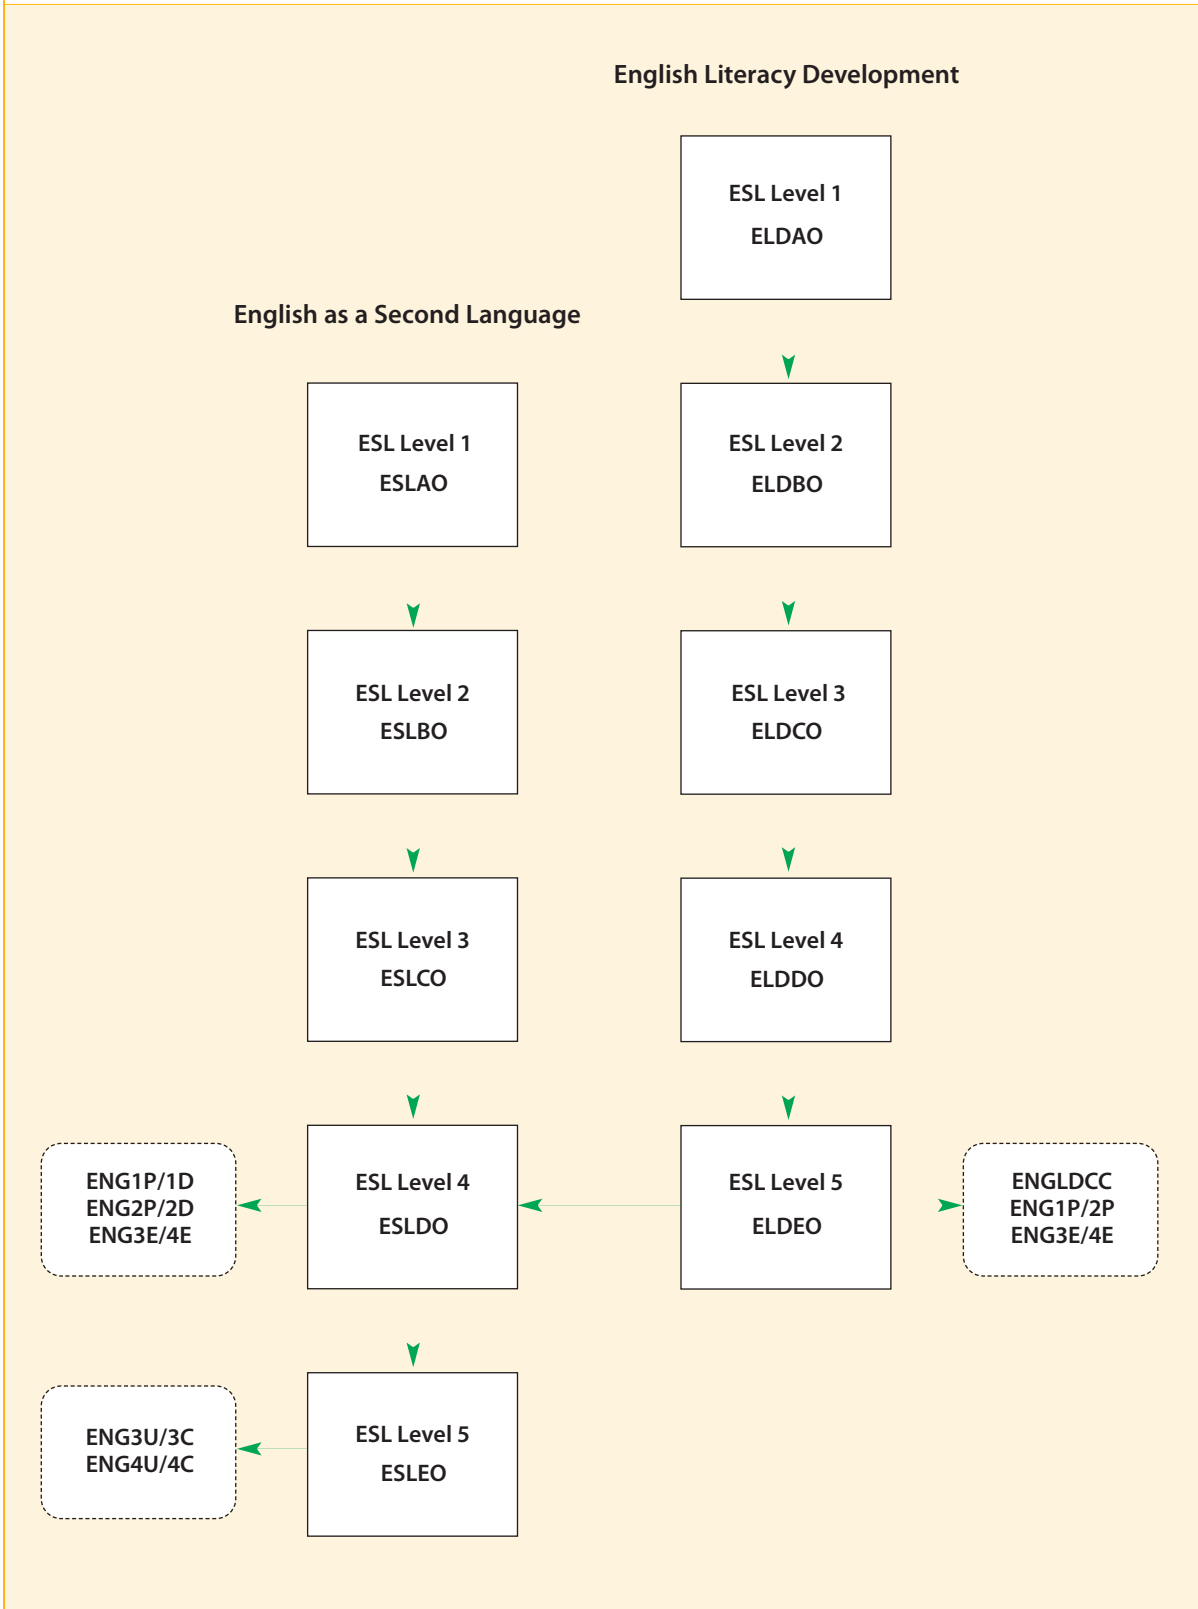 English Literacy Development
ESL Level 1
ELDAO
English as a Second Language
ESL Level 1
ESLAO
ESL Level 2
ELDBO
ESL Level 2
ESLBO
ESL Level 3
ELDCO
ESL Level 3
ESLCO
ESL Level 4
ELDDO
ENG1P/1D
ENG2P/2D
ENG3E/4E
ESL Level 4
ESLDO
ESL Level 5
ELDEO
ENGLDCC
ENG1P/2P
ENG3E/4E
ENG3U/3C
ENG4U/4C
ESL Level 5
ESLEO